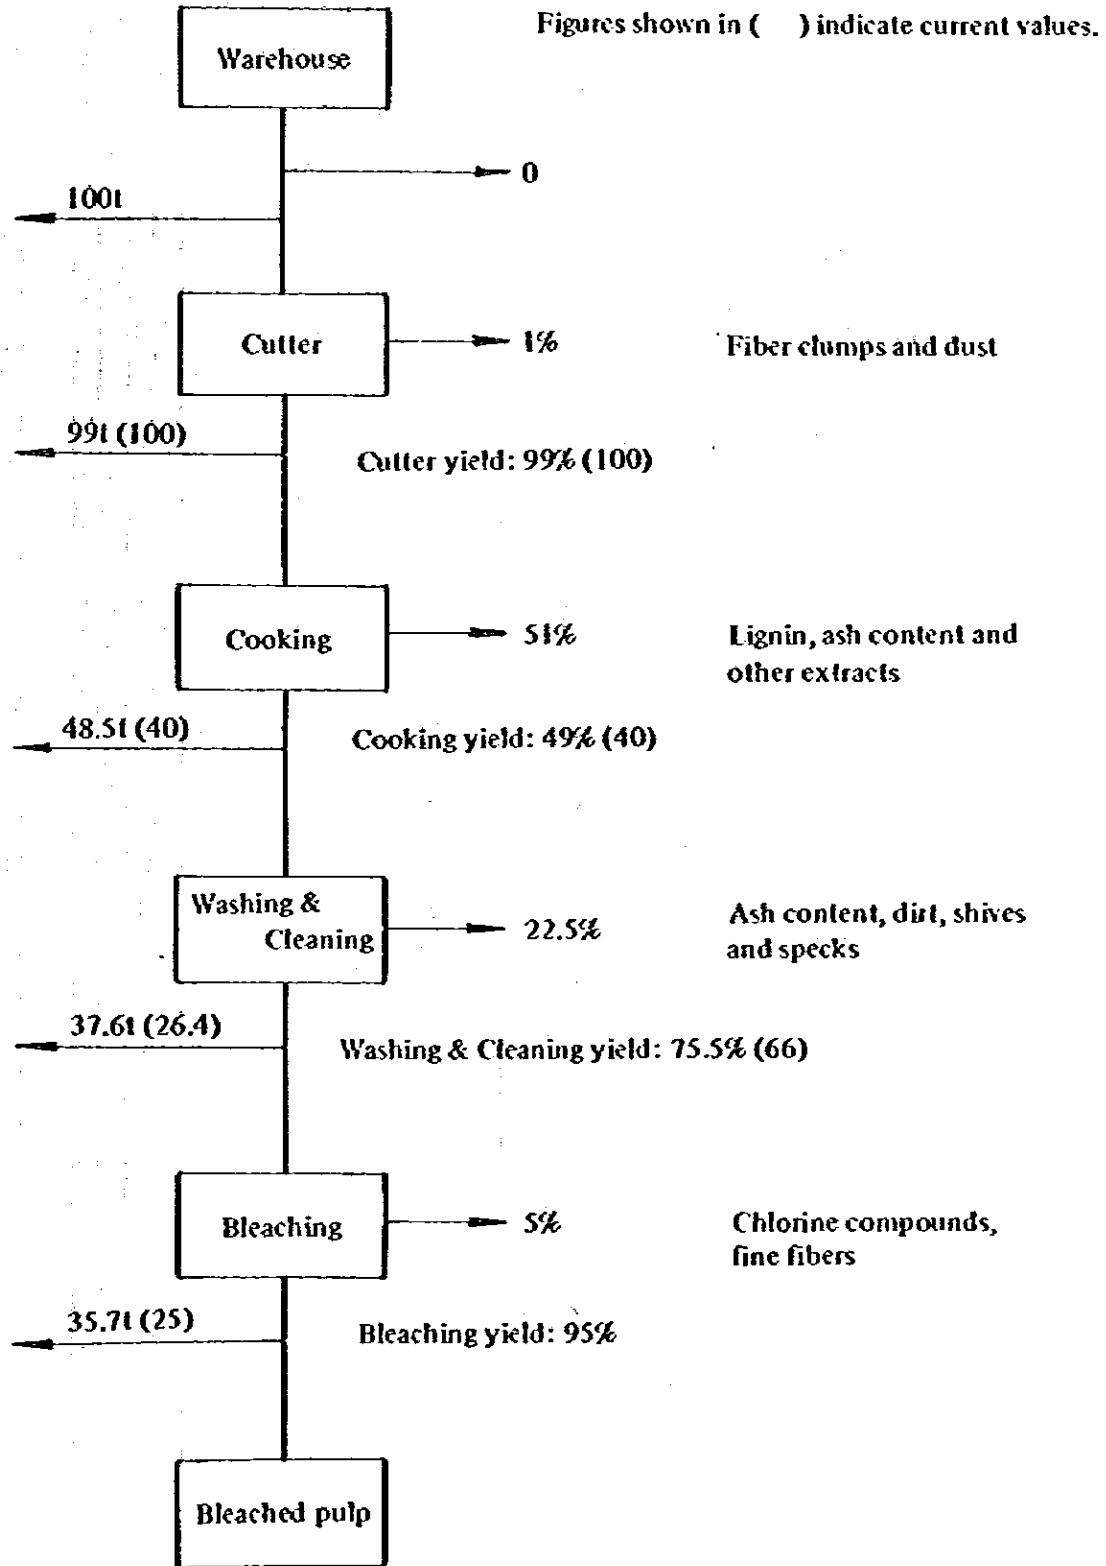 Figures shown in ( ) indicate current values.
Warehouse
0
100t
Cutter
1%
Fiber clumps and dust
99t (100)
Cutter yield: 99% (100)
Cooking
51%
Lignin, ash content and
other extracts
48.5t (40)
Cooking yield: 49% (40)
Washing &
Cleaning
22.5%
Ash content, dirt, shives
and specks
37.6t (26.4)
Washing & Cleaning yield: 75.5% (66)
Bleaching
5%
Chlorine compounds,
fine fibers
35.7t (25)
Bleaching yield: 95%
Bleached pulp